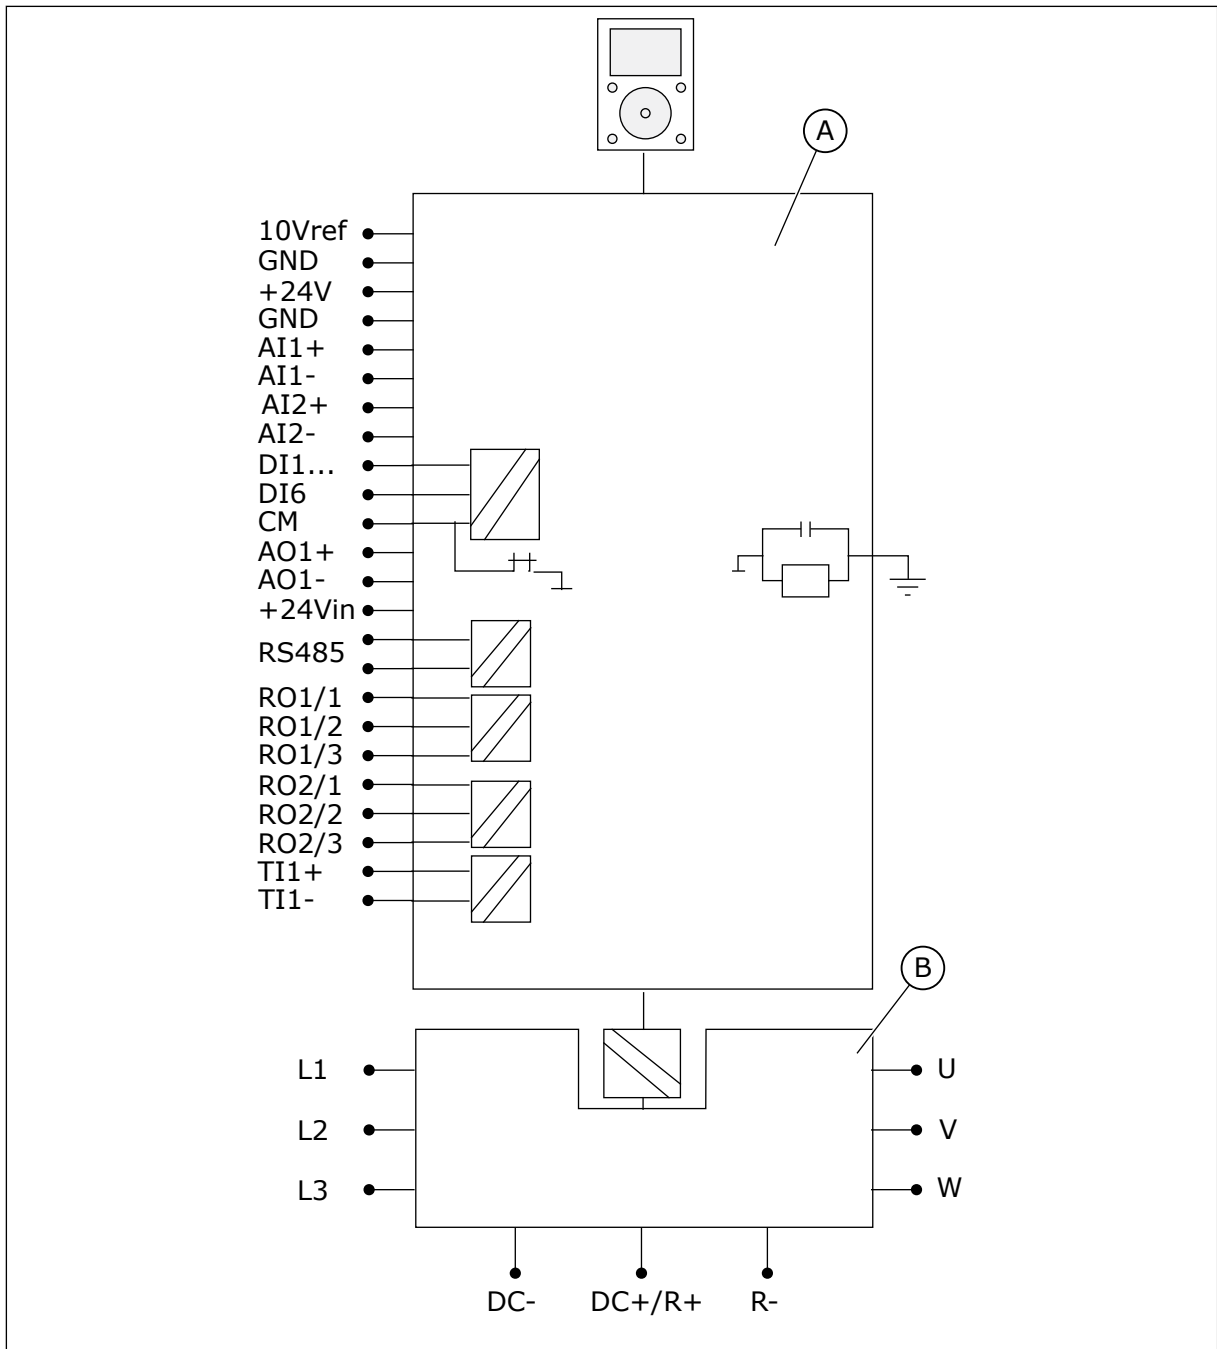 A
10Vref
GND
+24V
GND
AI1+
AI1-
AI2+
AI2-
DI1...
DI6
CM
AO1+
AO1-
+24Vin
RS485
RO1/1
RO1/2
RO1/3
RO2/1
RO2/2
RO2/3
TI1+
TI1-
B
L1
U
L2
V
L3
W
DC-
DC+/R+
R-